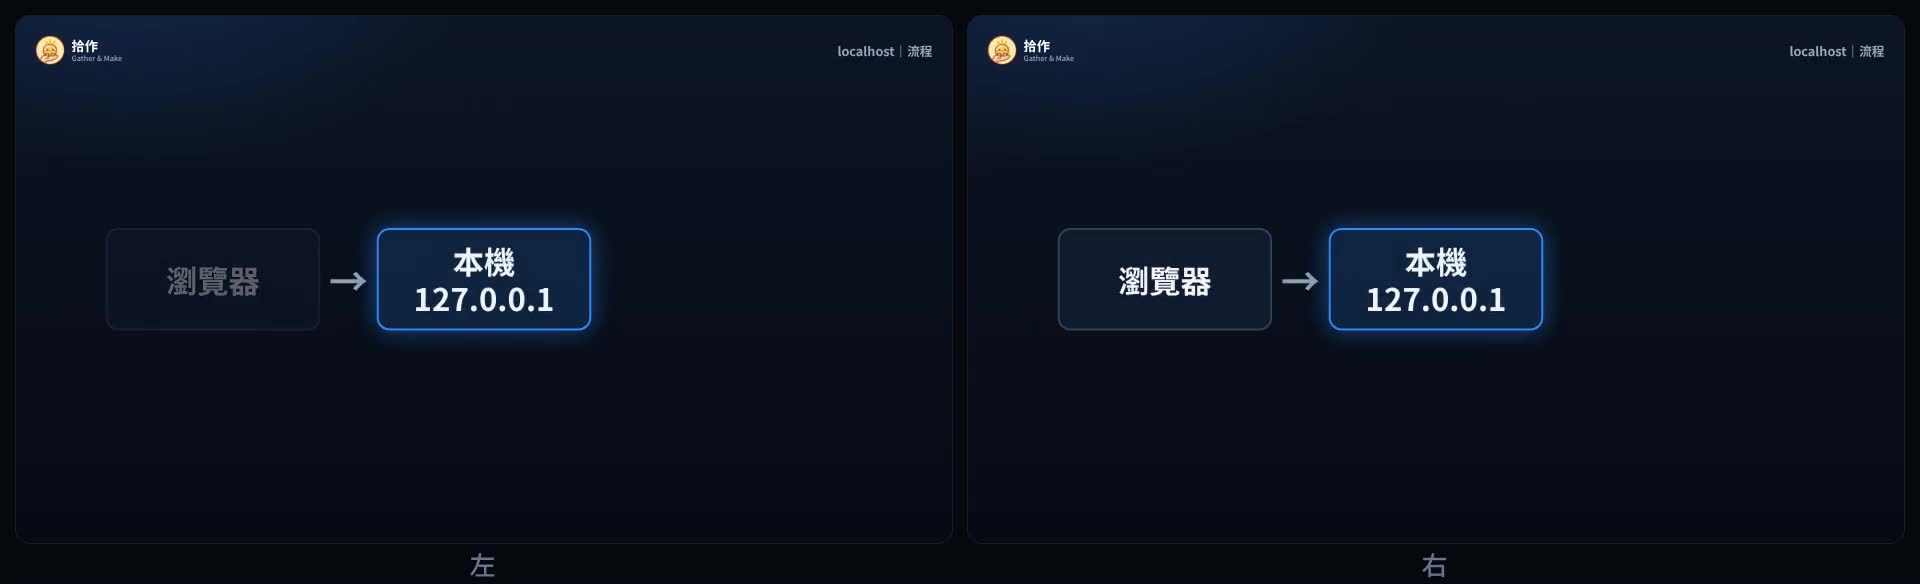 拾作
Gather & Make
localhost｜流程
瀏覽器
→
本機
127.0.0.1
左
拾作
Gather & Make
localhost｜流程
瀏覽器
→
本機
127.0.0.1
右